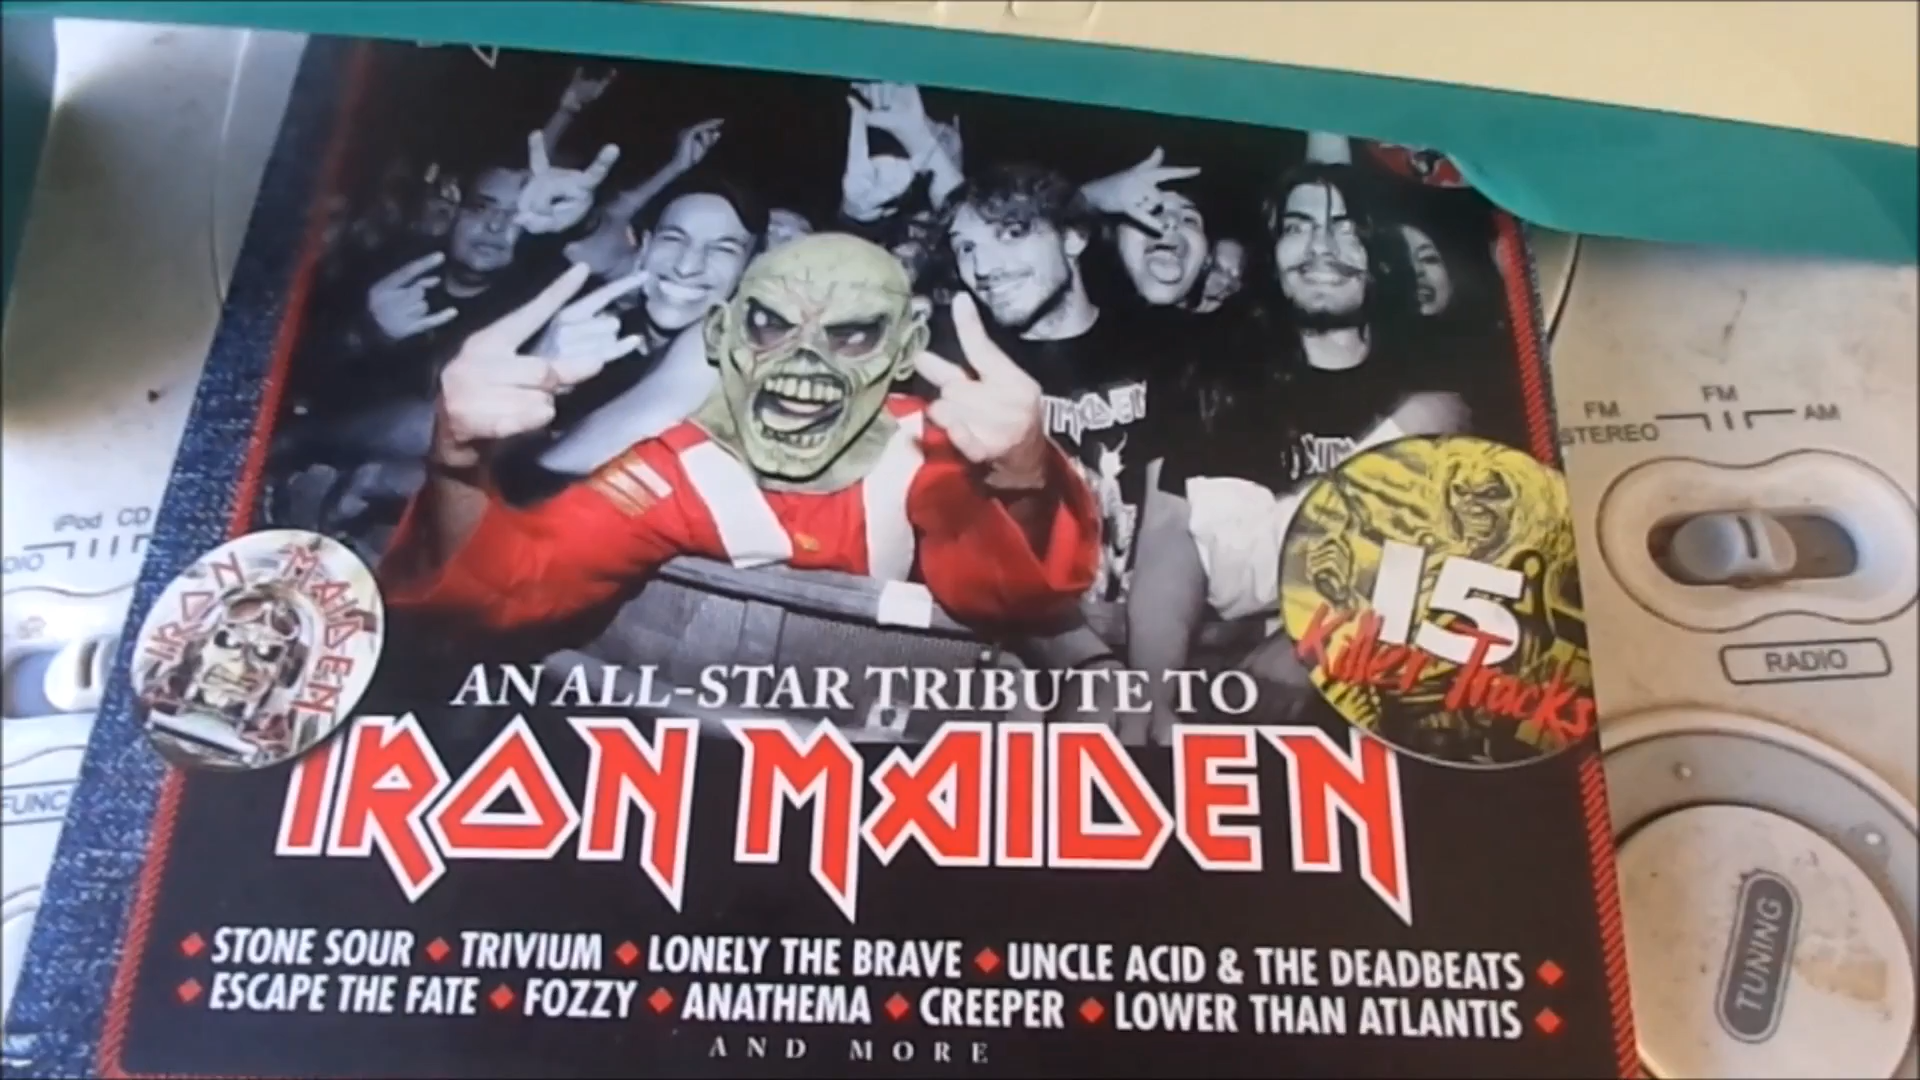 FM
FM
AM
STEREO
iPod CD
IRON MAIDEN
15
Killer Tracks
RADIO
AN ALL-STAR TRIBUTE TO
IRON MAIDEN
TUNING
◆ STONE SOUR ◆ TRIVIUM ◆ LONELY THE BRAVE ◆ UNCLE ACID & THE DEADBEATS ◆
◆ ESCAPE THE FATE ◆ FOZZY ◆ ANATHEMA ◆ CREEPER ◆ LOWER THAN ATLANTIS ◆
AND MORE